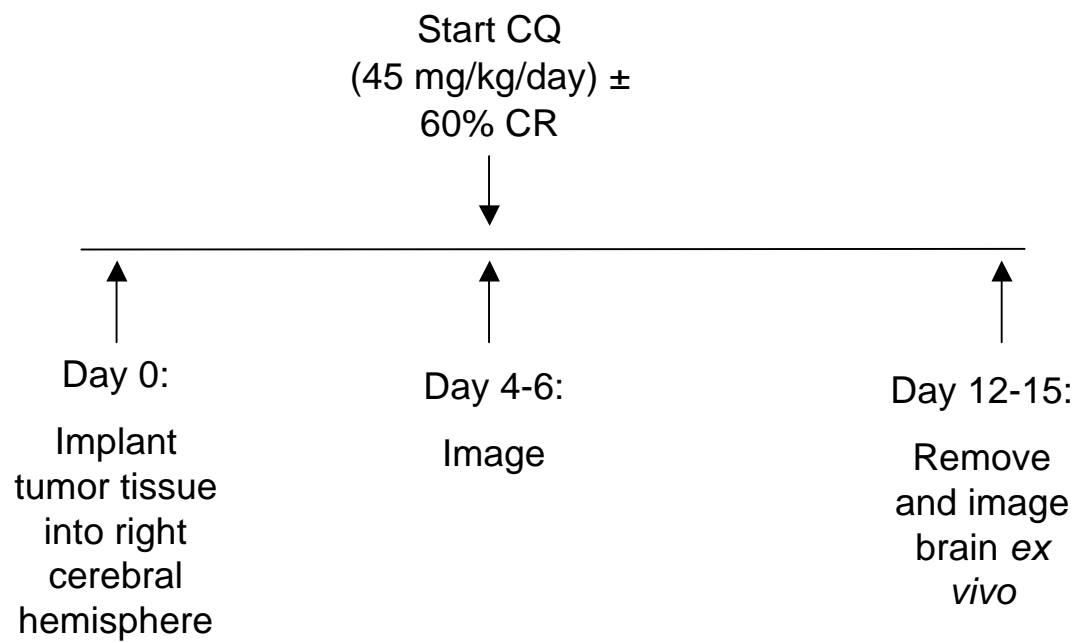 Start CQ
(45 mg/kg/day) ±
60% CR
Day 0:
Implant
tumor tissue
into right
cerebral
hemisphere
Day 4-6:
Image
Day 12-15:
Remove
and image
brain ex
vivo